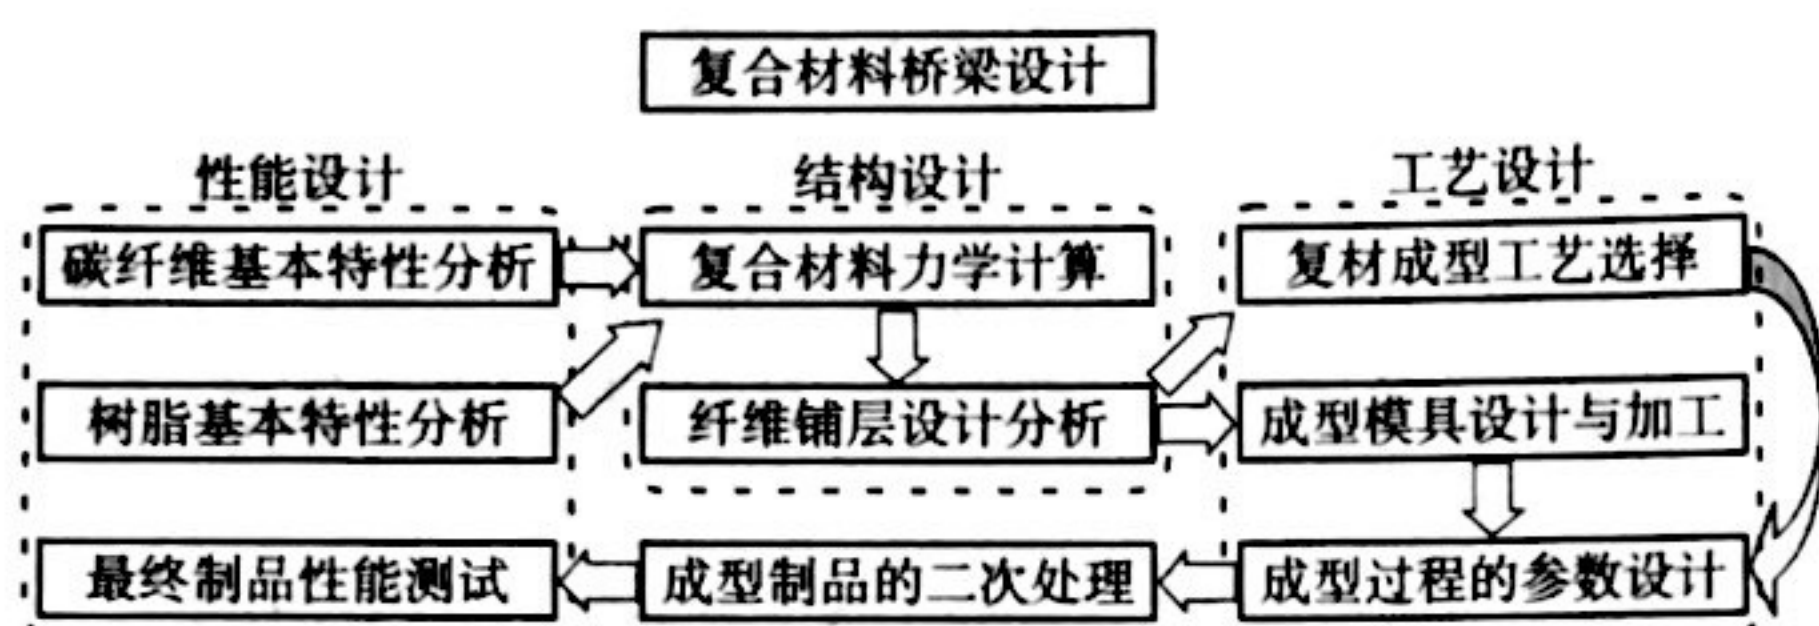 复合材料桥梁设计
性能设计
结构设计
工艺设计
碳纤维基本特性分析
复合材料力学计算
复材成型工艺选择
树脂基本特性分析
纤维铺层设计分析
成型模具设计与加工
最终制品性能测试
成型制品的二次处理
成型过程的参数设计